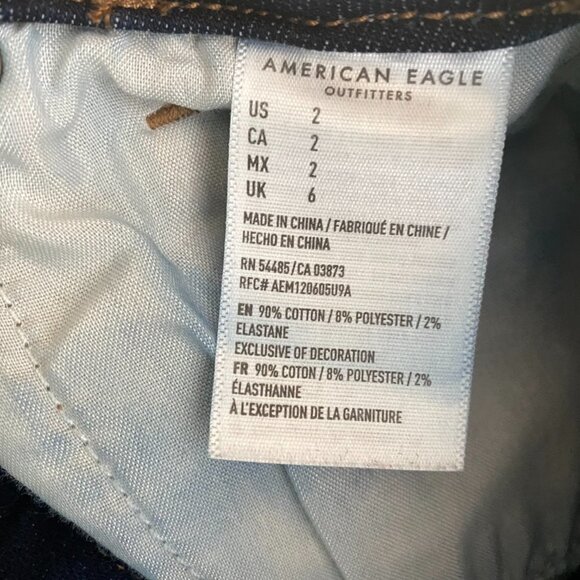 AMERICAN EAGLE
OUTFITTERS
US 2
CA 2
MX 2
UK 6
MADE IN CHINA / FABRIQUÉ EN CHINE /
HECHO EN CHINA
RN 54485/CA 03873
RFC# AEM120605U9A
EN 90% COTTON / 8% POLYESTER / 2%
ELASTANE
EXCLUSIVE OF DECORATION
FR 90% COTON / 8% POLYESTER / 2%
ÉLASTHANNE
À L'EXCEPTION DE LA GARNITURE